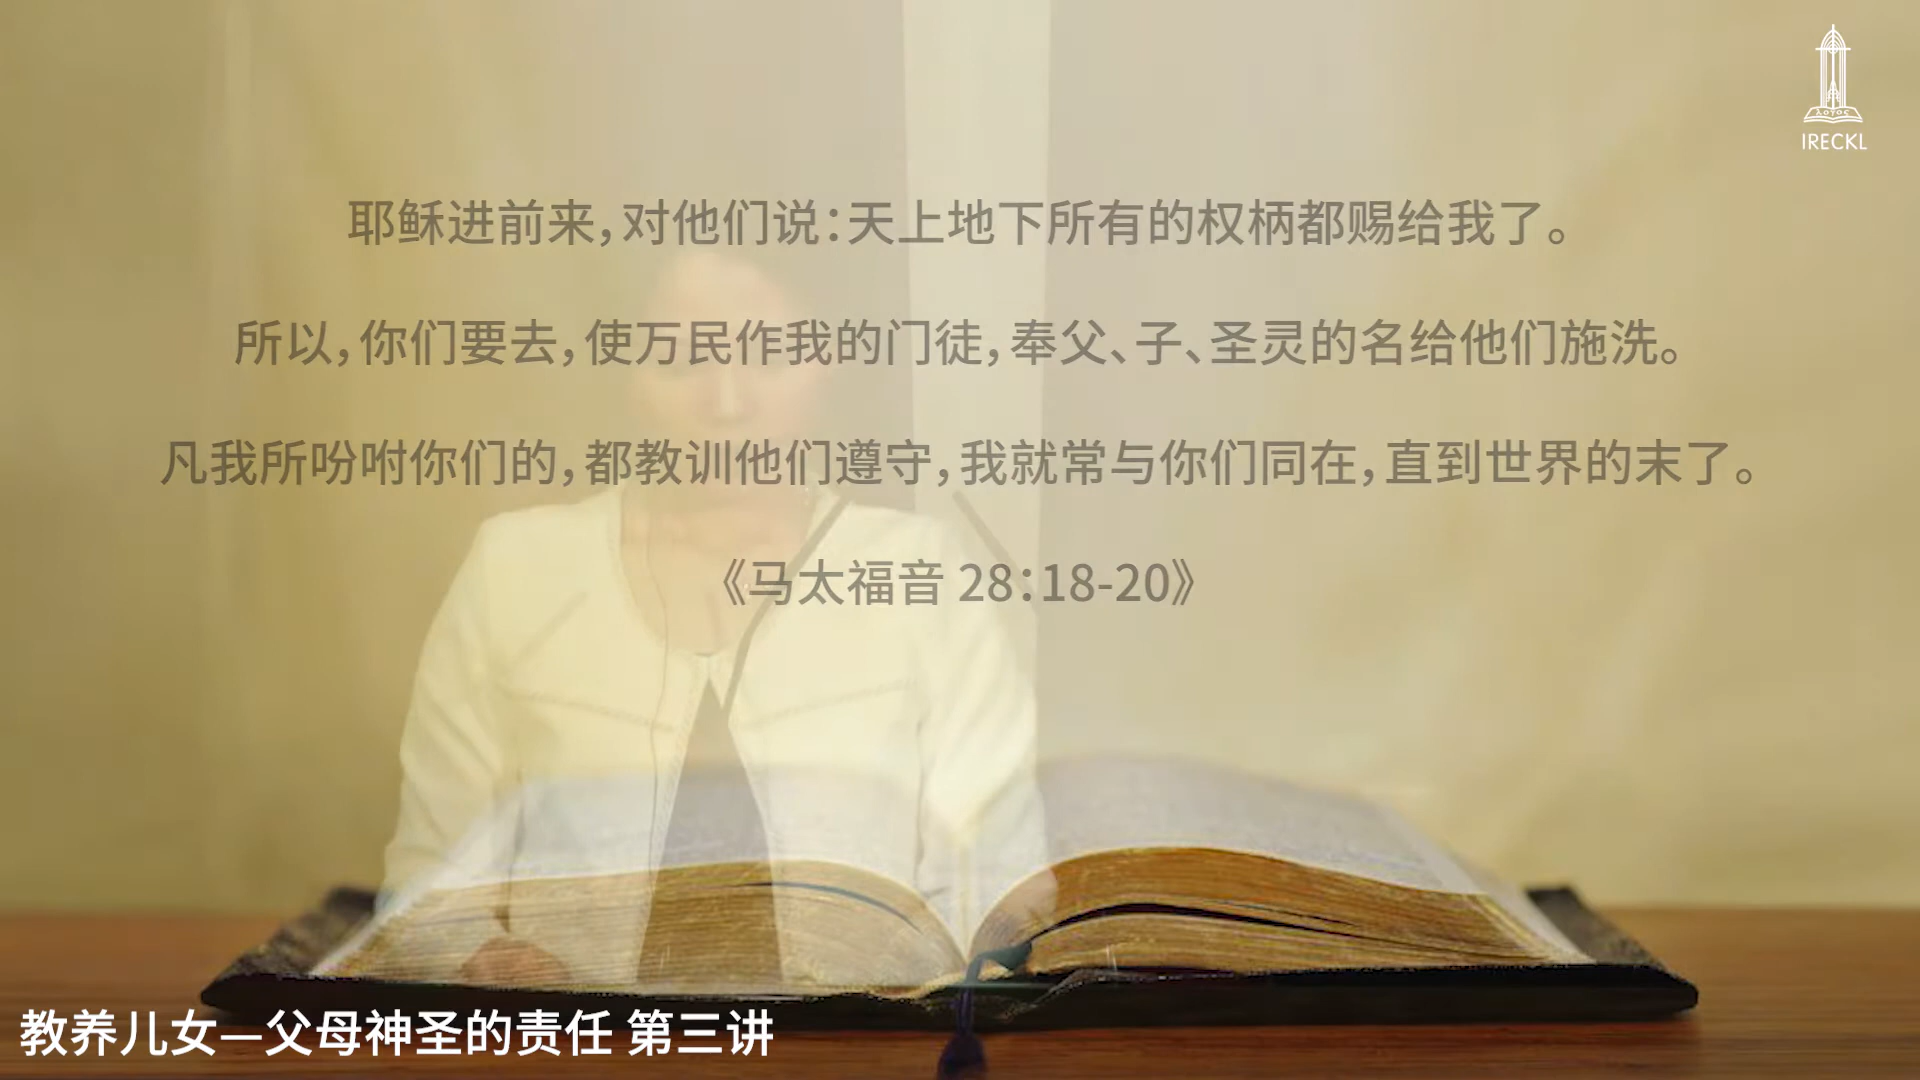 IRECKL
耶稣进前来，对他们说：天上地下所有的权柄都赐给我了。
所以，你们要去，使万民作我的门徒，奉父、子、圣灵的名给他们施洗。
凡我所吩咐你们的，都教训他们遵守，我就常与你们同在，直到世界的末了。
《马太福音 28：18-20》
教养儿女—父母神圣的责任 第三讲